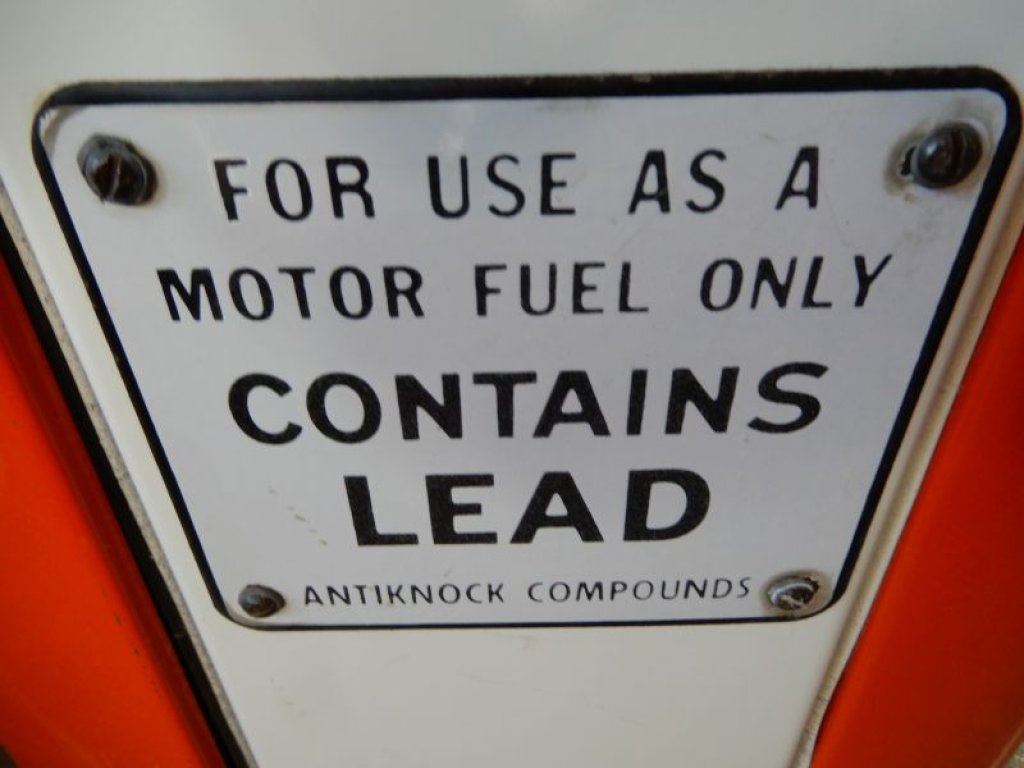 FOR USE AS A
MOTOR FUEL ONLY
CONTAINS
LEAD
ANTIKNOCK COMPOUNDS